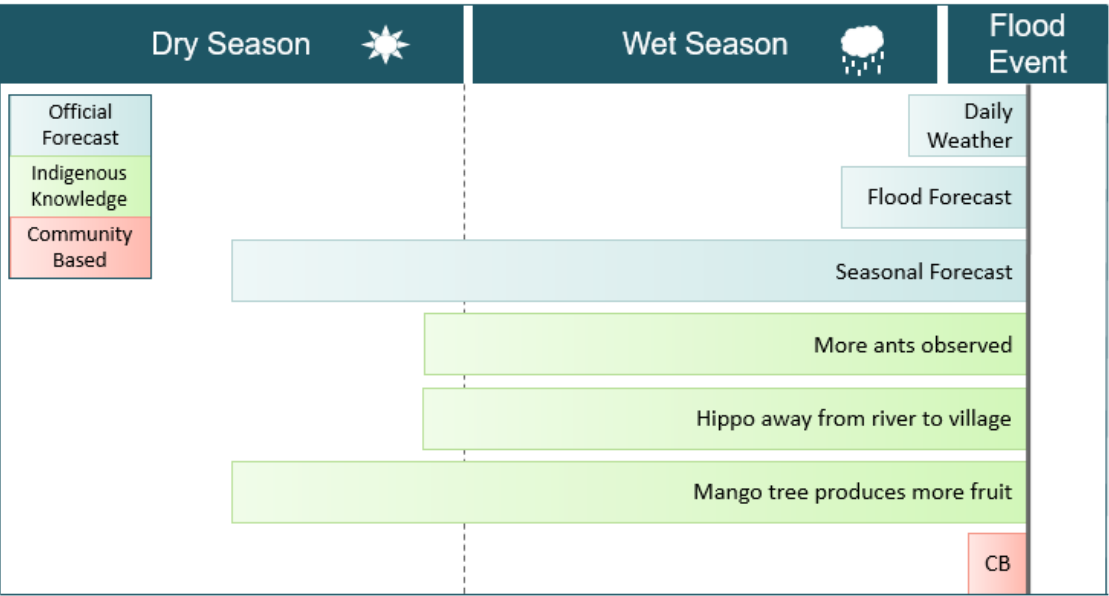 Dry Season
Wet Season
Flood
Event
Official
Forecast
Indigenous
Knowledge
Community
Based
Daily
Weather
Flood Forecast
Seasonal Forecast
More ants observed
Hippo away from river to village
Mango tree produces more fruit
CB